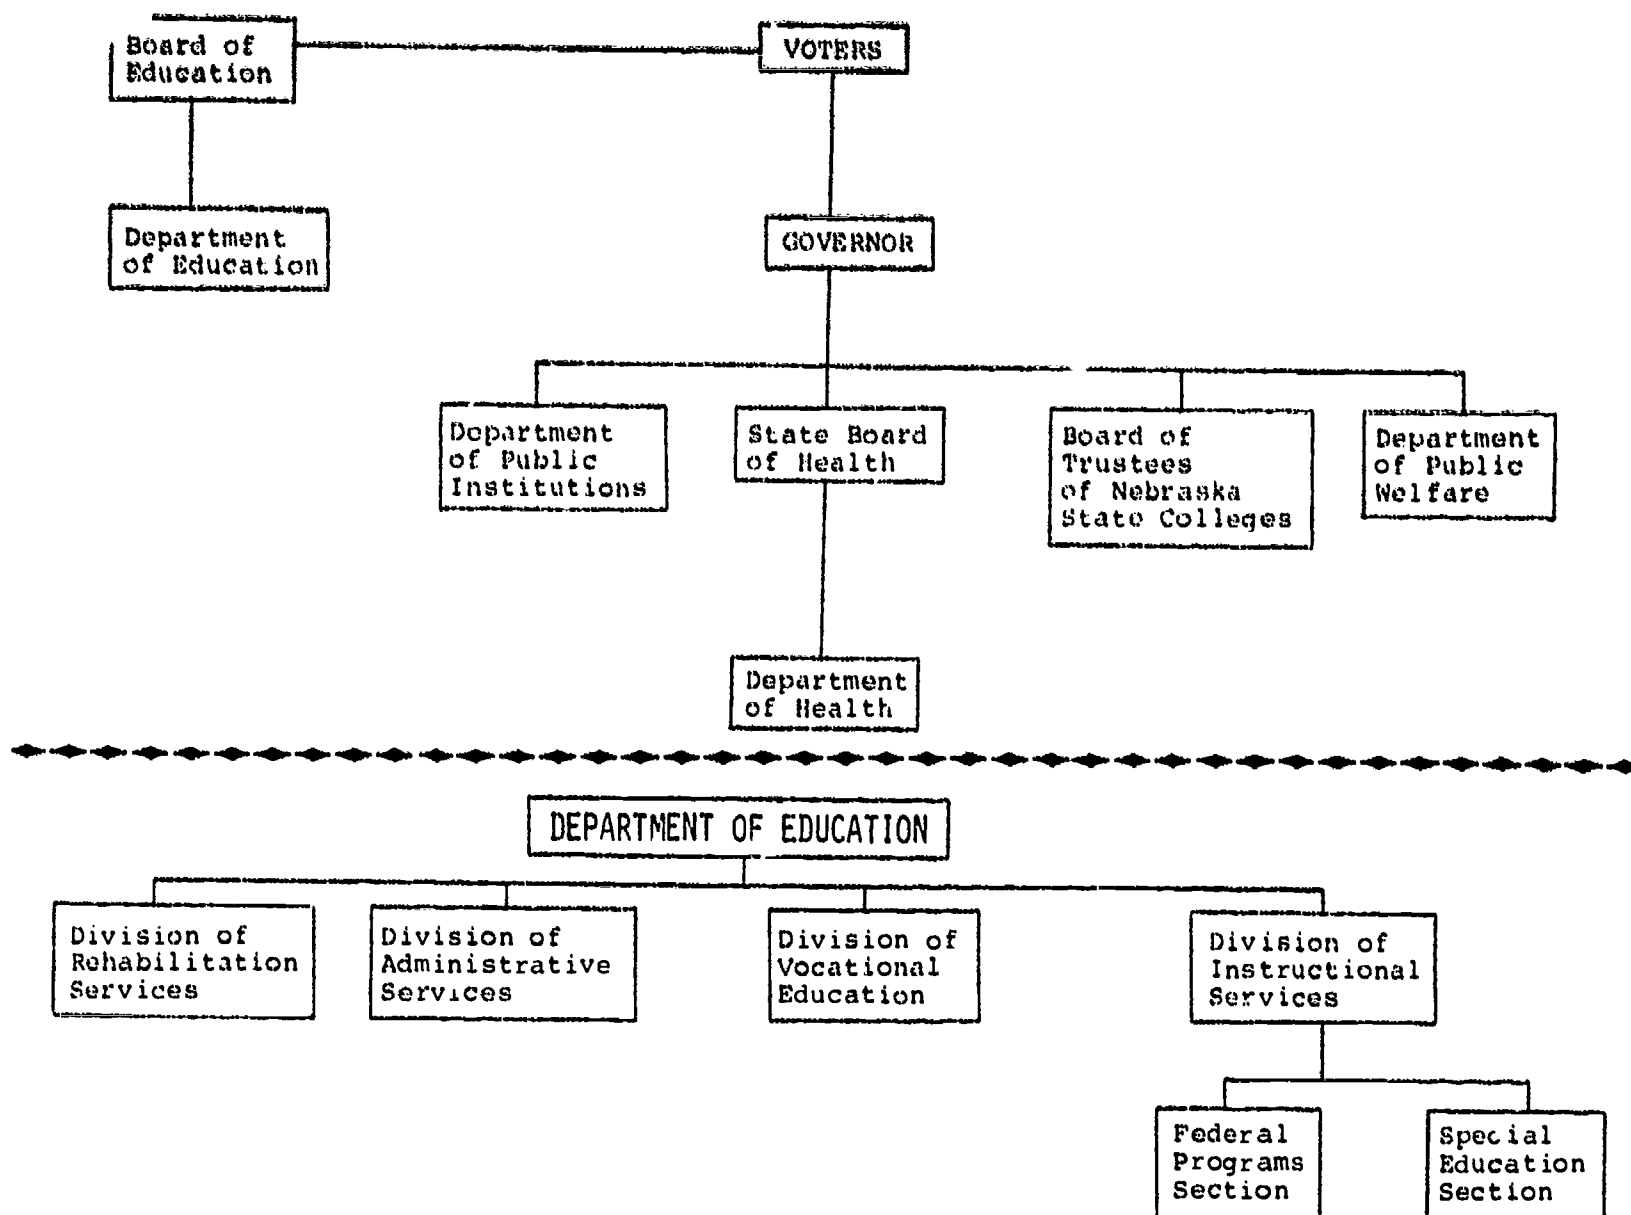 Board of
Education
VOTERS
Department
of Education
GOVERNOR
Department
of Public
Institutions
State Board
of Health
Board of
Trustees
of Nebraska
State Colleges
Department
of Public
Welfare
Department
of Health
DEPARTMENT OF EDUCATION
Division of
Rehabilitation
Services
Division of
Administrative
Services
Division of
Vocational
Education
Division of
Instructional
Services
Federal
Programs
Section
Special
Education
Section